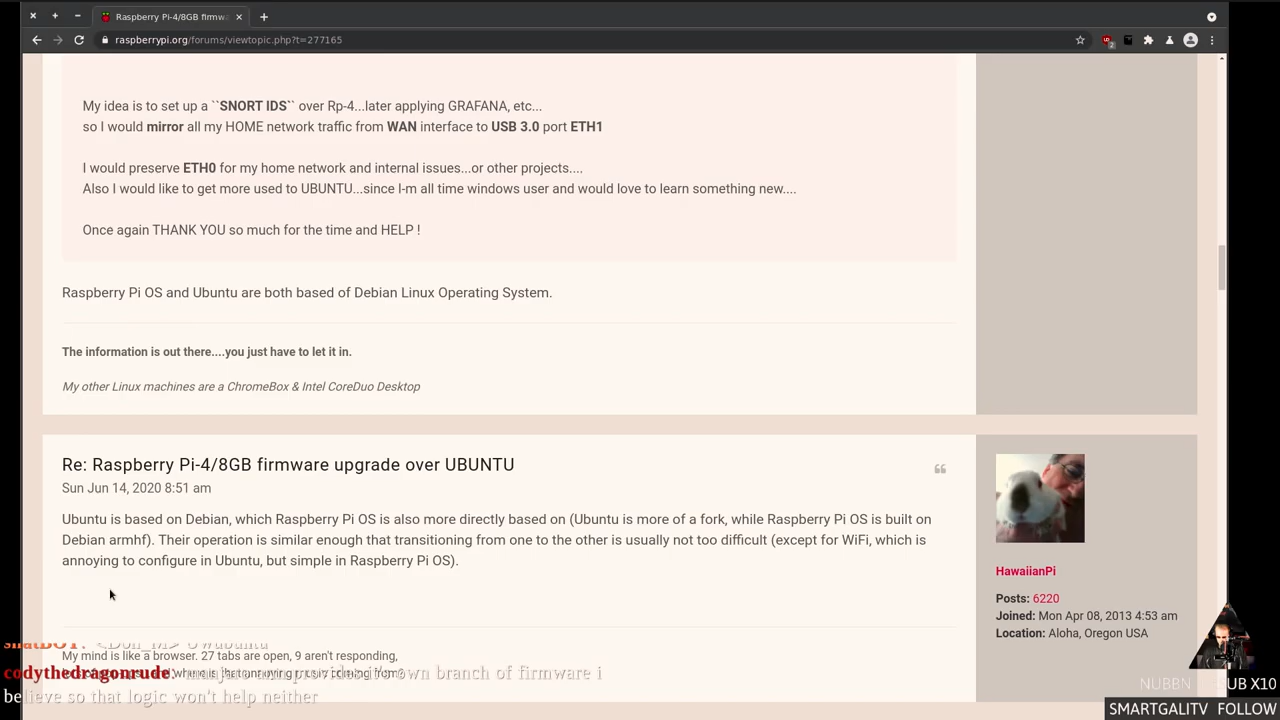 Raspberry Pi-4/8GB firmw
raspberrypi.org/forums/viewtopic.php?t=277165
2
My idea is to set up a ``SNORT IDS`` over Rp-4...later applying GRAFANA, etc...
so I would mirror all my HOME network traffic from WAN interface to USB 3.0 port ETH1
I would preserve ETH0 for my home network and internal issues...or other projects....
Also I would like to get more used to UBUNTU...since I-m all time windows user and would love to learn something new....
Once again THANK YOU so much for the time and HELP !
Raspberry Pi OS and Ubuntu are both based of Debian Linux Operating System.
The information is out there....you just have to let it in.
My other Linux machines are a ChromeBox & Intel CoreDuo Desktop
Re: Raspberry Pi-4/8GB firmware upgrade over UBUNTU
Sun Jun 14, 2020 8:51 am
Ubuntu is based on Debian, which Raspberry Pi OS is also more directly based on (Ubuntu is more of a fork, while Raspberry Pi OS is built on
Debian armhf). Their operation is similar enough that transitioning from one to the other is usually not too difficult (except for WiFi, which is
annoying to configure in Ubuntu, but simple in Raspberry Pi OS).
HawaiianPi
Posts: 6220
Joined: Mon Apr 08, 2013 4:53 am
Location: Aloha, Oregon USA
My mind is like a browser. 27 tabs are open, 9 aren't responding,
own branch of firmware i
believe so that logic won't help neither
NUBBN
SUB X10
SMARTGALITV FOLLOW